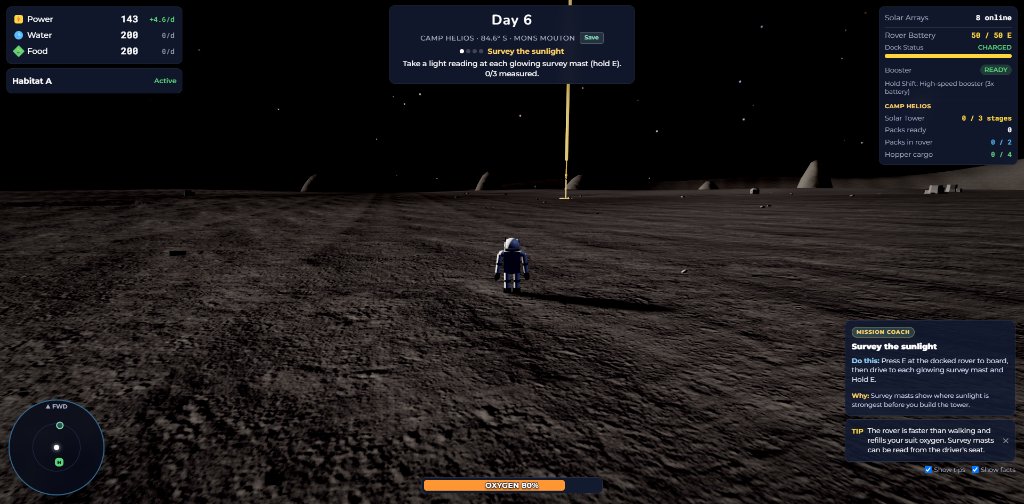 Power 143 +4.6/d
Water 200 0/d
Food 200 0/d
Habitat A Active
Day 6
CAMP HELIOS · 84.6° S · MONS MOUTON Save
Survey the sunlight
Take a light reading at each glowing survey mast (hold E).
0/3 measured.
Solar Arrays 8 online
Rover Battery 50 / 50 E
Dock Status CHARGED
Booster READY
Hold Shift: High-speed booster (3x
battery)
CAMP HELIOS
Solar Tower 0 / 3 stages
Packs ready 0
Packs in rover 0 / 2
Hopper cargo 0 / 4
MISSION COACH
Survey the sunlight
Do this: Press E at the docked rover to board,
then drive to each glowing survey mast and
Hold E.
Why: Survey masts show where sunlight is
strongest before you build the tower.
TIP The rover is faster than walking and
refills your suit oxygen. Survey masts
can be read from the driver's seat.
Show tips Show facts
▲ FWD
H
OXYGEN 80%